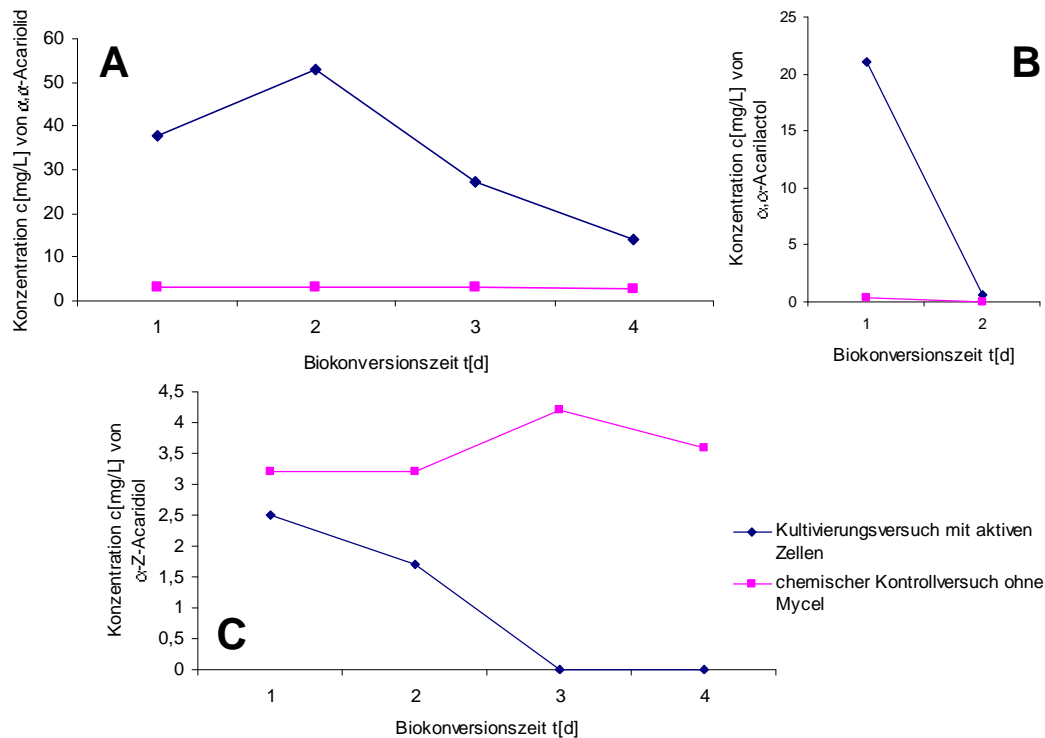 A
Konzentration c[mg/L] von α,α-Acariolid
60
50
40
30
20
10
0
1 2 3 4
Biokonversionszeit t[d]
B
Konzentration c[mg/L] von
α,α-Acarilactol
25
20
15
10
5
0
1 2
Biokonversionszeit t[d]
C
Konzentration c[mg/L] von
α-Z-Acaridiol
4,5
4
3,5
3
2,5
2
1,5
1
0,5
0
1 2 3 4
Biokonversionszeit t[d]
Kultivierungsversuch mit aktiven
Zellen
chemischer Kontrollversuch ohne
Mycel